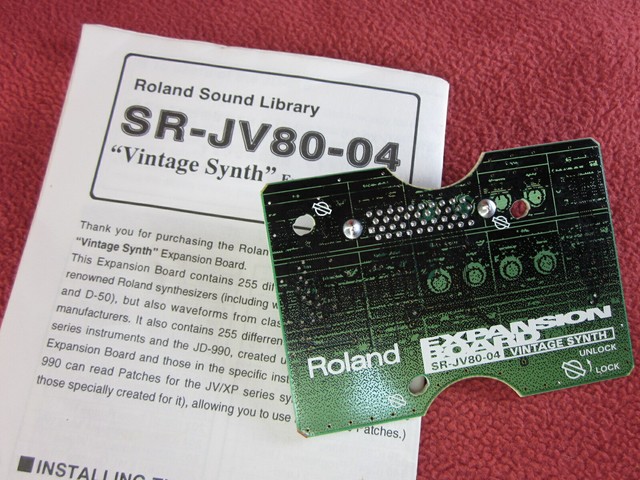 Roland Sound Library
SR-JV80-04
“Vintage Synth”
Thank you for purchasing the Roland
“Vintage Synth” Expansion Board.
This Expansion Board contains 255
renowned Roland synthesizers (including
and D-50), but also waveforms from
manufacturers. It also contains 255
series instruments and the JD-990, created
Expansion Board and those in the specific
990 can read Patches for the JV/XP series
those specially created for it), allowing you to use
Patches.)
■INSTALLING
Roland
EXPANSION
BOARD
SR-JV80-04 VINTAGE SYNTH
UNLOCK
LOCK